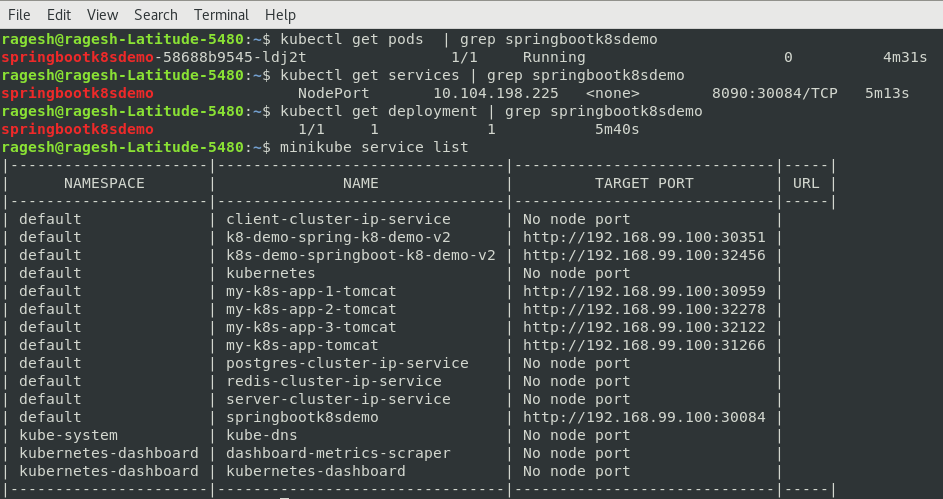 File Edit View Search Terminal Help
ragesh@ragesh-Latitude-5480:~$ kubectl get pods  | grep springbootk8sdemo
springbootk8sdemo-58688b9545-ldj2t                1/1     Running                      0          4m31s
ragesh@ragesh-Latitude-5480:~$ kubectl get services | grep springbootk8sdemo
springbootk8sdemo                NodePort       10.104.198.225   <none>        8090:30084/TCP   5m13s
ragesh@ragesh-Latitude-5480:~$ kubectl get deployment | grep springbootk8sdemo
springbootk8sdemo                1/1     1            1           5m40s
ragesh@ragesh-Latitude-5480:~$ minikube service list
|----------------------|--------------------------------|-----------------------------|-----|
|      NAMESPACE       |              NAME              |         TARGET PORT         | URL |
|----------------------|--------------------------------|-----------------------------|-----|
| default              | client-cluster-ip-service      | No node port                |
| default              | k8-demo-spring-k8-demo-v2      | http://192.168.99.100:30351 |
| default              | k8s-demo-springboot-k8-demo-v2 | http://192.168.99.100:32456 |
| default              | kubernetes                     | No node port                |
| default              | my-k8s-app-1-tomcat            | http://192.168.99.100:30959 |
| default              | my-k8s-app-2-tomcat            | http://192.168.99.100:32278 |
| default              | my-k8s-app-3-tomcat            | http://192.168.99.100:32122 |
| default              | my-k8s-app-tomcat              | http://192.168.99.100:31266 |
| default              | postgres-cluster-ip-service    | No node port                |
| default              | redis-cluster-ip-service       | No node port                |
| default              | server-cluster-ip-service      | No node port                |
| default              | springbootk8sdemo              | http://192.168.99.100:30084 |
| kube-system          | kube-dns                       | No node port                |
| kubernetes-dashboard | dashboard-metrics-scraper      | No node port                |
| kubernetes-dashboard | kubernetes-dashboard           | No node port                |
|----------------------|--------------------------------|-----------------------------|-----|